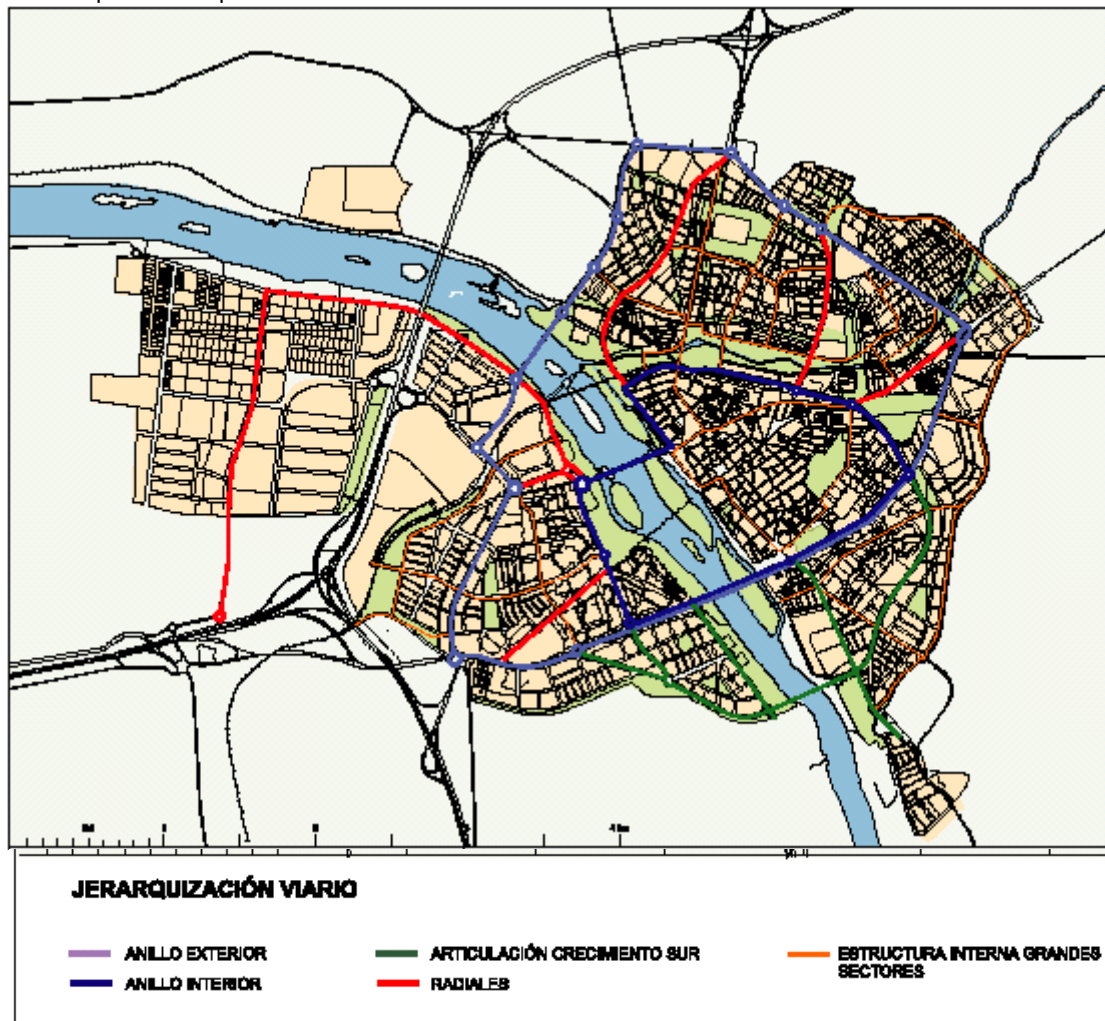 JERARQUIZACIÓN VIARIO
ANILLO EXTERIOR
ANILLO INTERIOR
ARTICULACIÓN CRECIMIENTO SUR
RADIALES
ESTRUCTURA INTERNA GRANDES
SECTORES